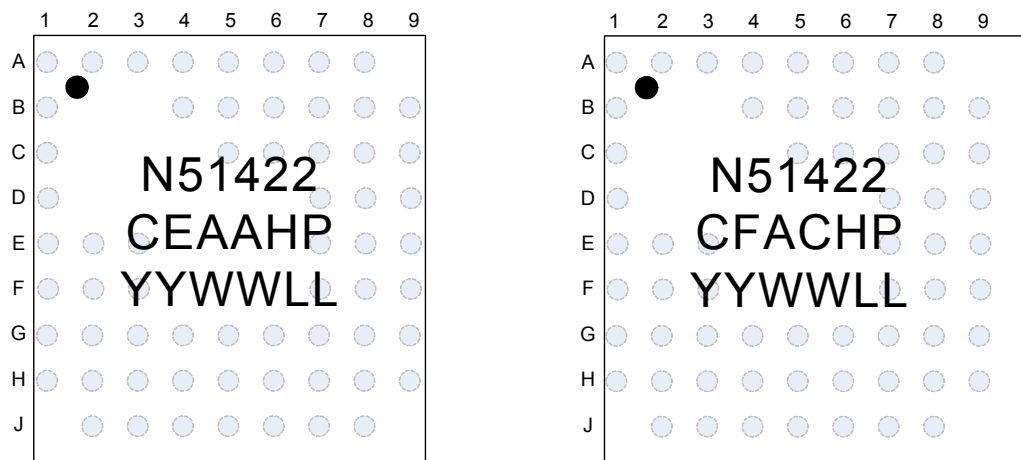 1 2 3 4 5 6 7 8 9
A
B
C
D
E
F
G
H
J
N51422
CEAAHP
YYWWLL
1 2 3 4 5 6 7 8 9
A
B
C
D
E
F
G
H
J
N51422
CFACHP
YYWWLL